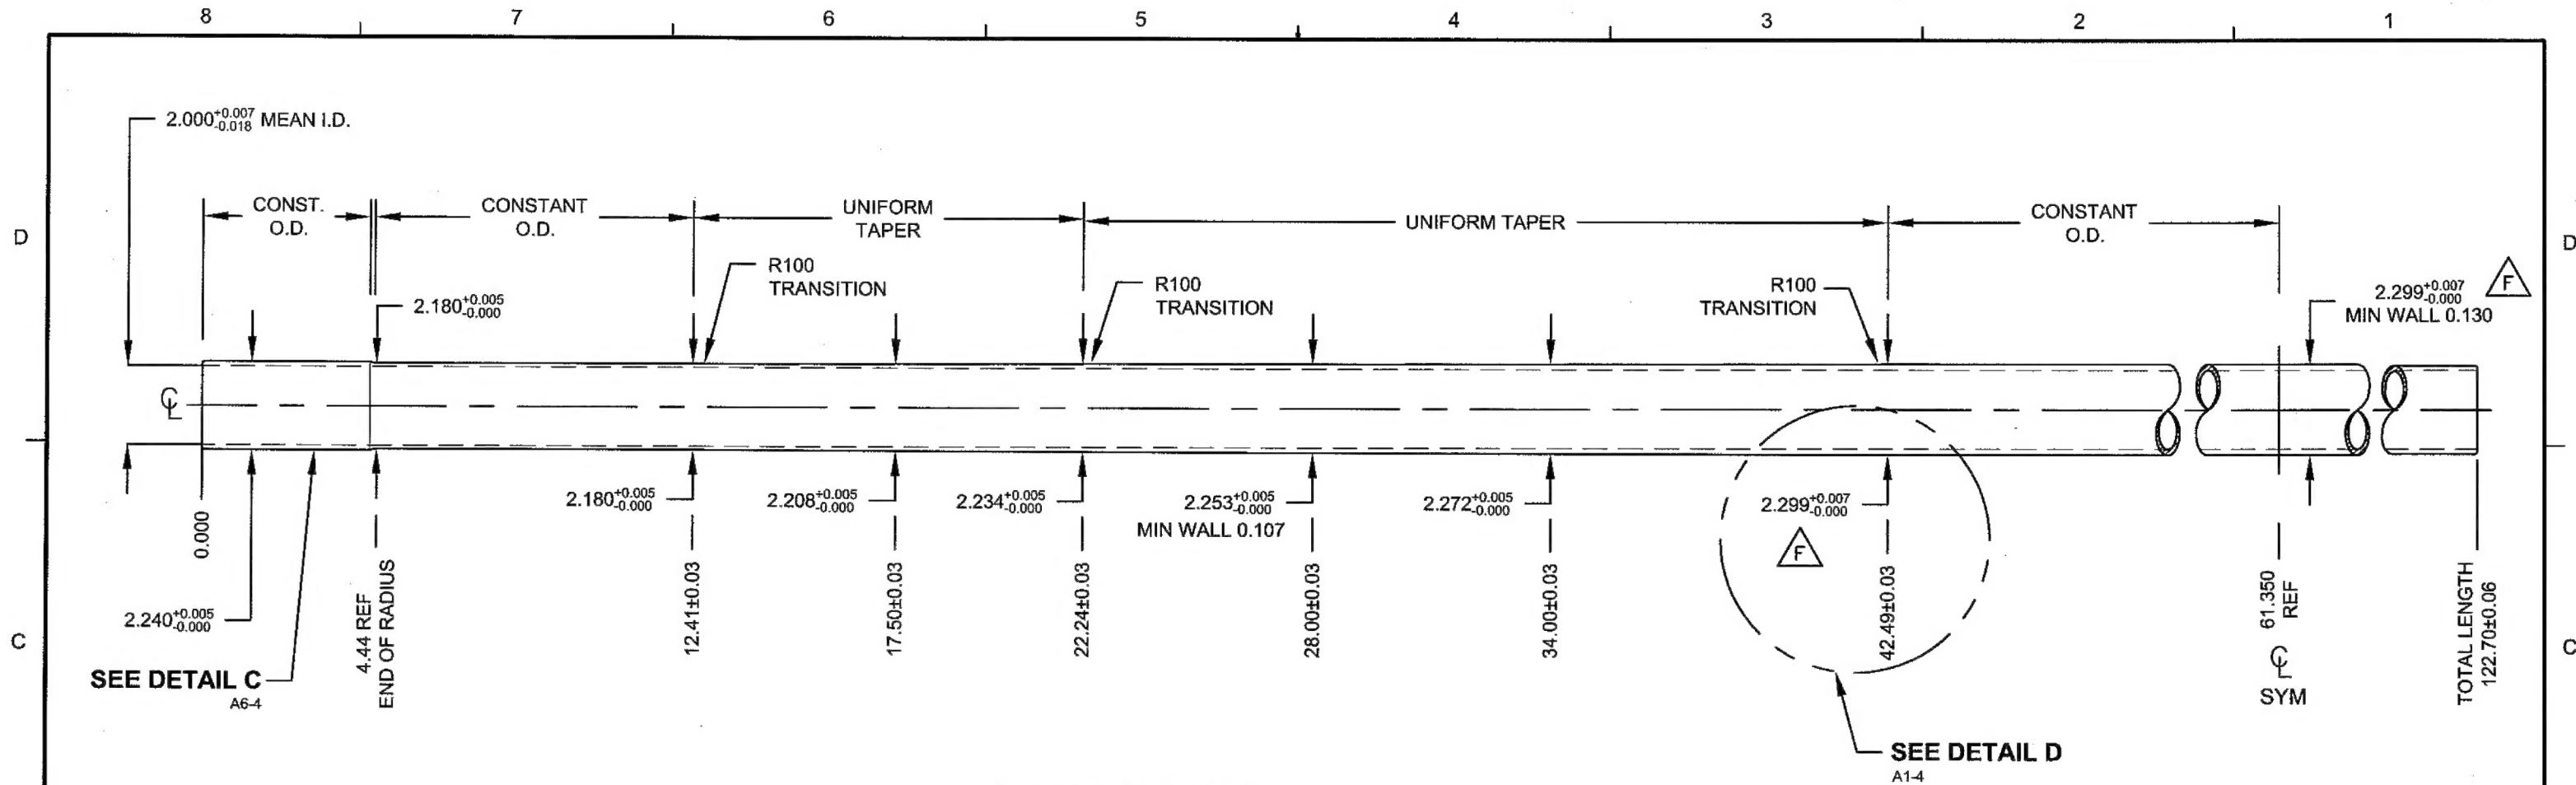 8 7 6 5 4 3 2 1
2.000 +0.007 -0.018 MEAN I.D.
CONST.
O.D.
CONSTANT
O.D.
UNIFORM
TAPER
UNIFORM TAPER
CONSTANT
O.D.
D
D
R100
TRANSITION
R100
TRANSITION
R100
TRANSITION
2.299 +0.007 -0.000
MIN WALL 0.130
F
2.180 +0.005 -0.000
CL
2.180 +0.005 -0.000
2.208 +0.005 -0.000
2.234 +0.005 -0.000
2.253 +0.005 -0.000
MIN WALL 0.107
2.272 +0.005 -0.000
2.299 +0.007 -0.000
F
0.000
2.240 +0.005 -0.000
4.44 REF
END OF RADIUS
12.41±0.03
17.50±0.03
22.24±0.03
28.00±0.03
34.00±0.03
42.49±0.03
61.350
REF
CL
SYM
TOTAL LENGTH
122.70±0.06
C
C
SEE DETAIL C
A6-4
SEE DETAIL D
A1-4